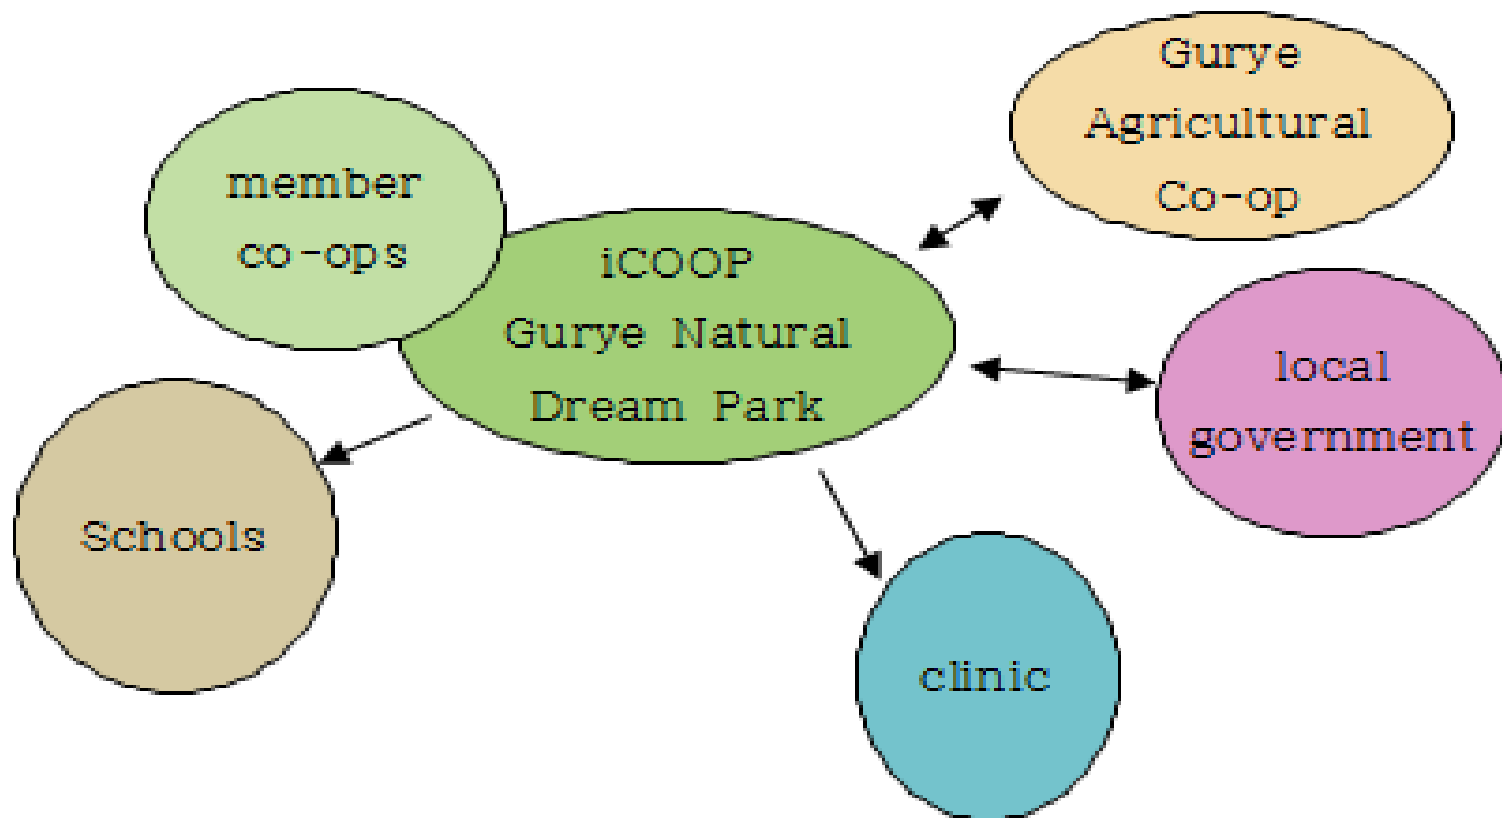 Gurye
Agricultural
Co-op
member
co-ops
iCOOP
Gurye Natural
Dream Park
local
government
Schools
clinic